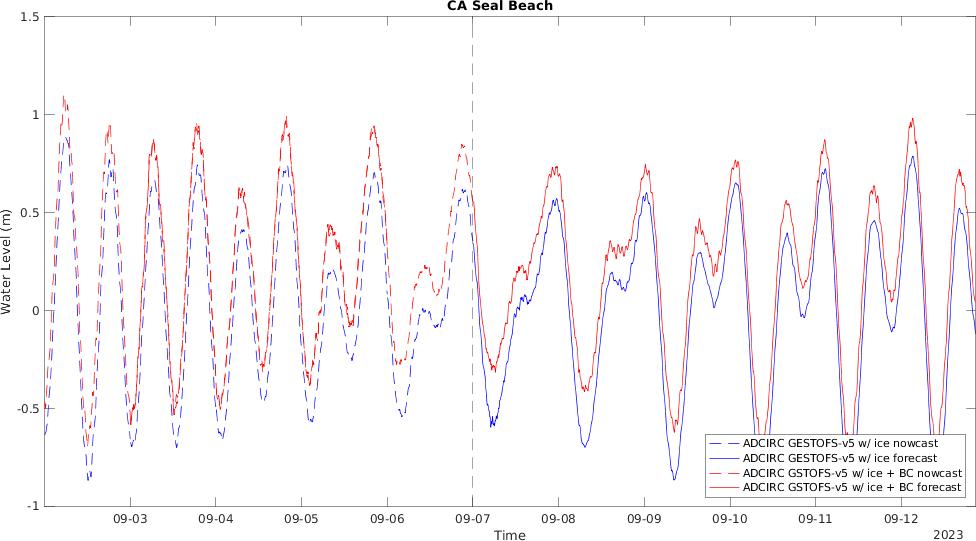 CA Seal Beach
1.5
1
0.5
0
-0.5
-1
Water Level (m)
09-03 09-04 09-05 09-06 09-07 09-08 09-09 09-10 09-11 09-12
Time
2023
ADCIRC GESTOFS-v5 w/ ice nowcast
ADCIRC GESTOFS-v5 w/ ice forecast
ADCIRC GSTOFS-v5 w/ ice + BC nowcast
ADCIRC GSTOFS-v5 w/ ice + BC forecast